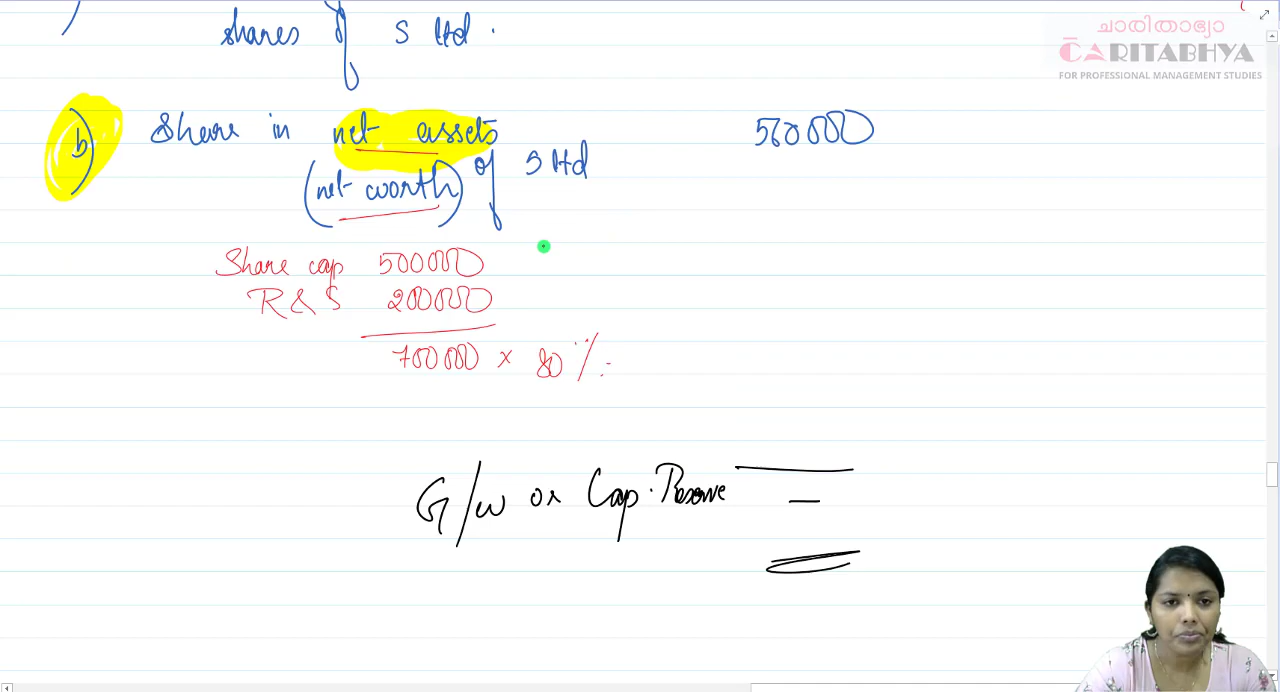 ചാരിതാഭ്യാ
CARITABHYA
FOR PROFESSIONAL MANAGEMENT STUDIES
shares of S ltd.
b) Share in net assets 560000
(net worth) of S ltd
Share cap 500000
R & S 200000
700000 × 80%=
G/w or Cap. Reserve —